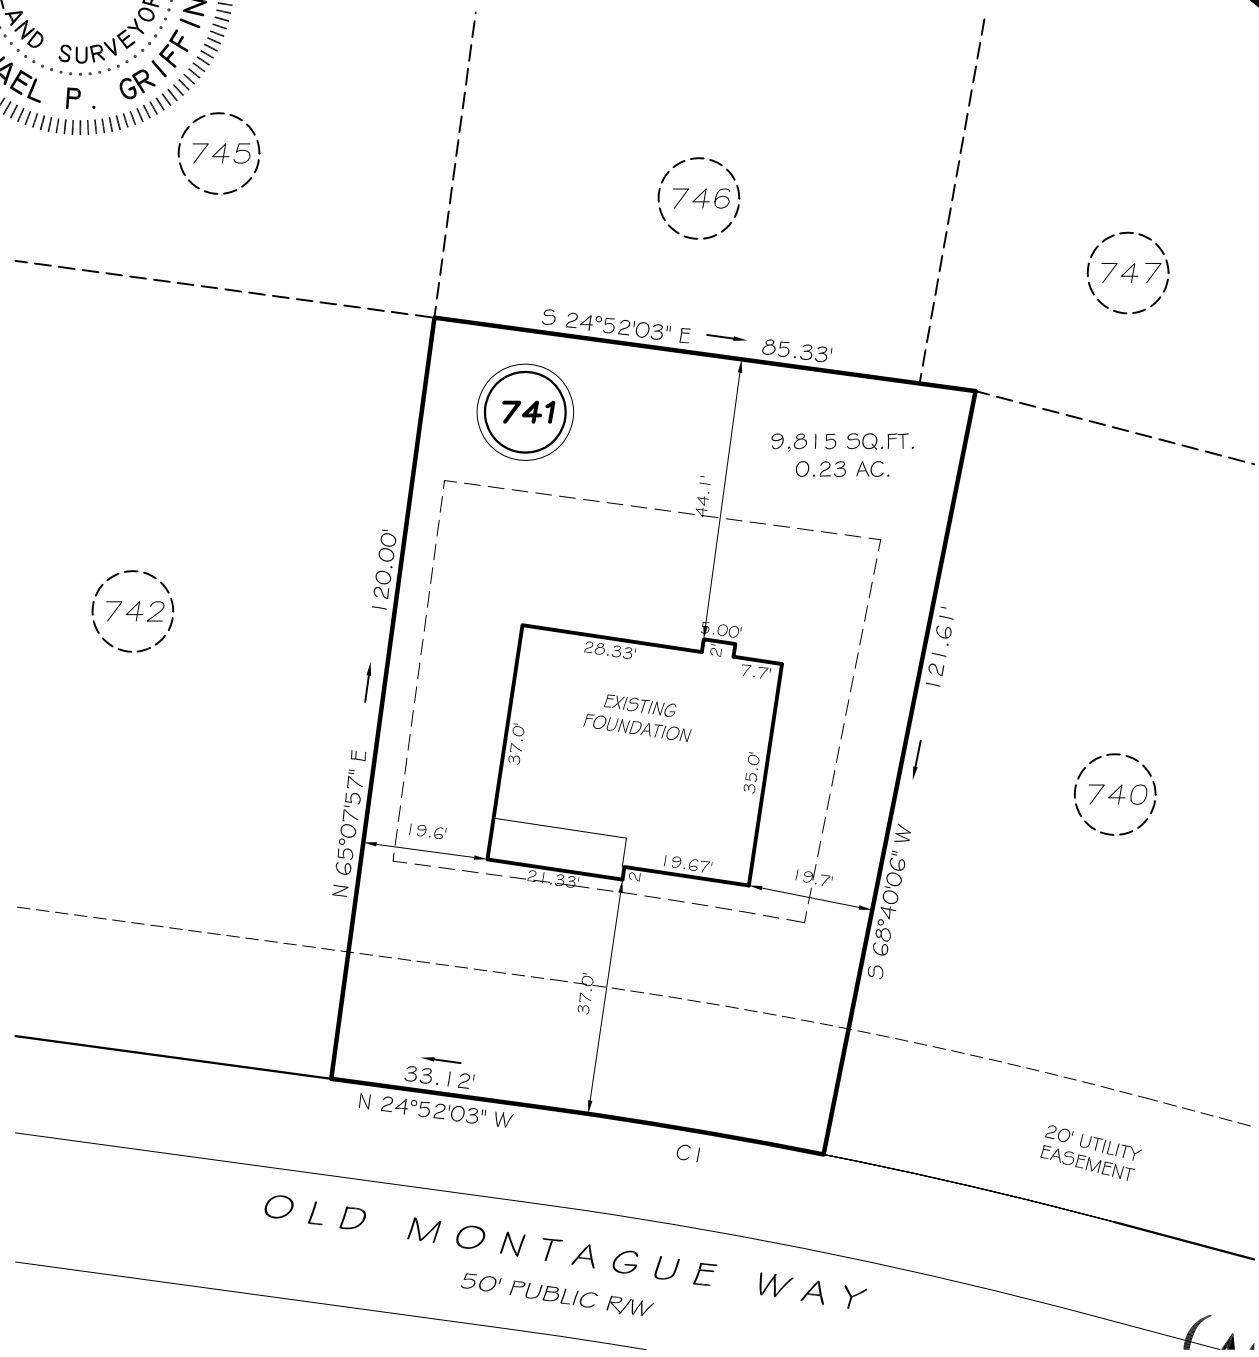 LAND SURVEYOR
P. GRIFFIN
745
746
747
S 24°52'03" E
85.33'
741
9,815 SQ.FT.
0.23 AC.
44.1'
120.00'
742
121.61'
5.00'
28.33'
2'
7.7'
EXISTING
FOUNDATION
37.0'
35.0'
740
N 65°07'57" E
19.6'
19.67'
21.33'
2'
19.7'
S 68°40'06" W
37.0'
33.12'
N 24°52'03" W
C1
20' UTILITY
EASEMENT
OLD MONTAGUE WAY
50' PUBLIC R/W